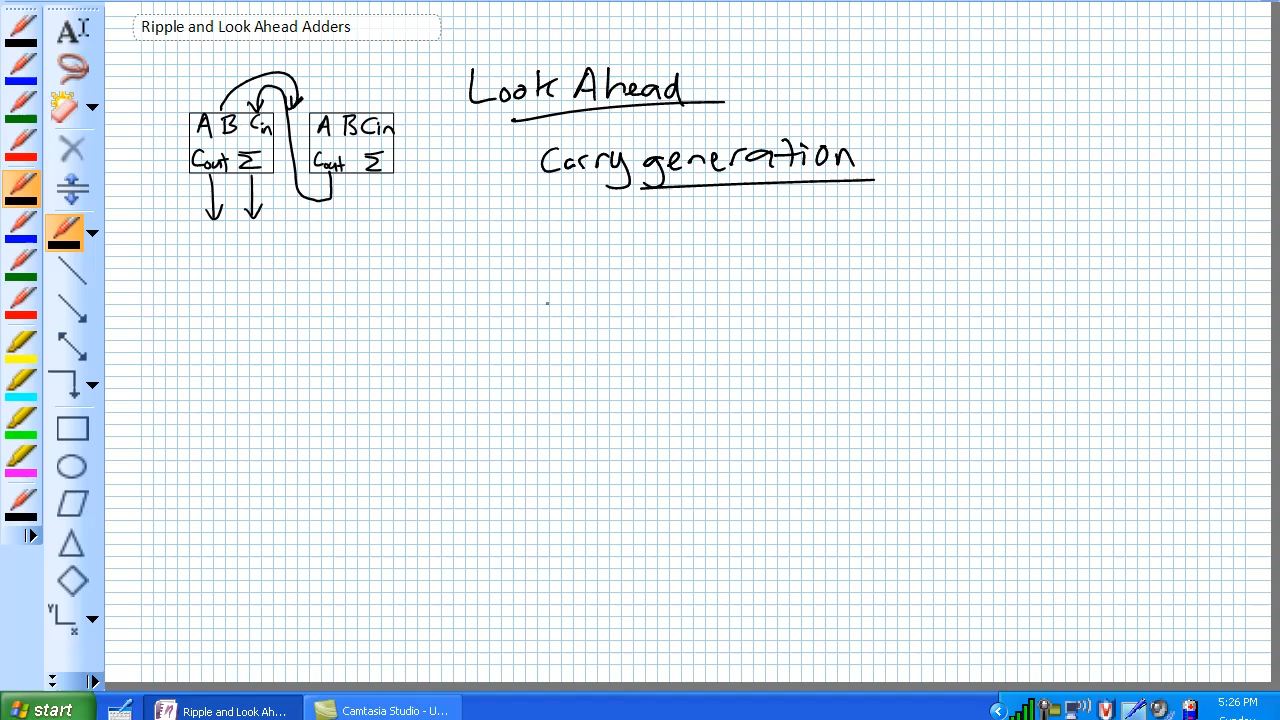 Ripple and Look Ahead Adders
Look Ahead
Carry generation
A B Cin
Cout Σ
A B Cin
Cout Σ
start
Ripple and Look Ah...
Camtasia Studio - U...
5:26 PM
Sunday